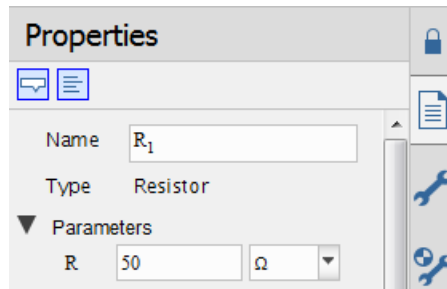 Properties
Name R₁
Type Resistor
Parameters
R 50 Ω